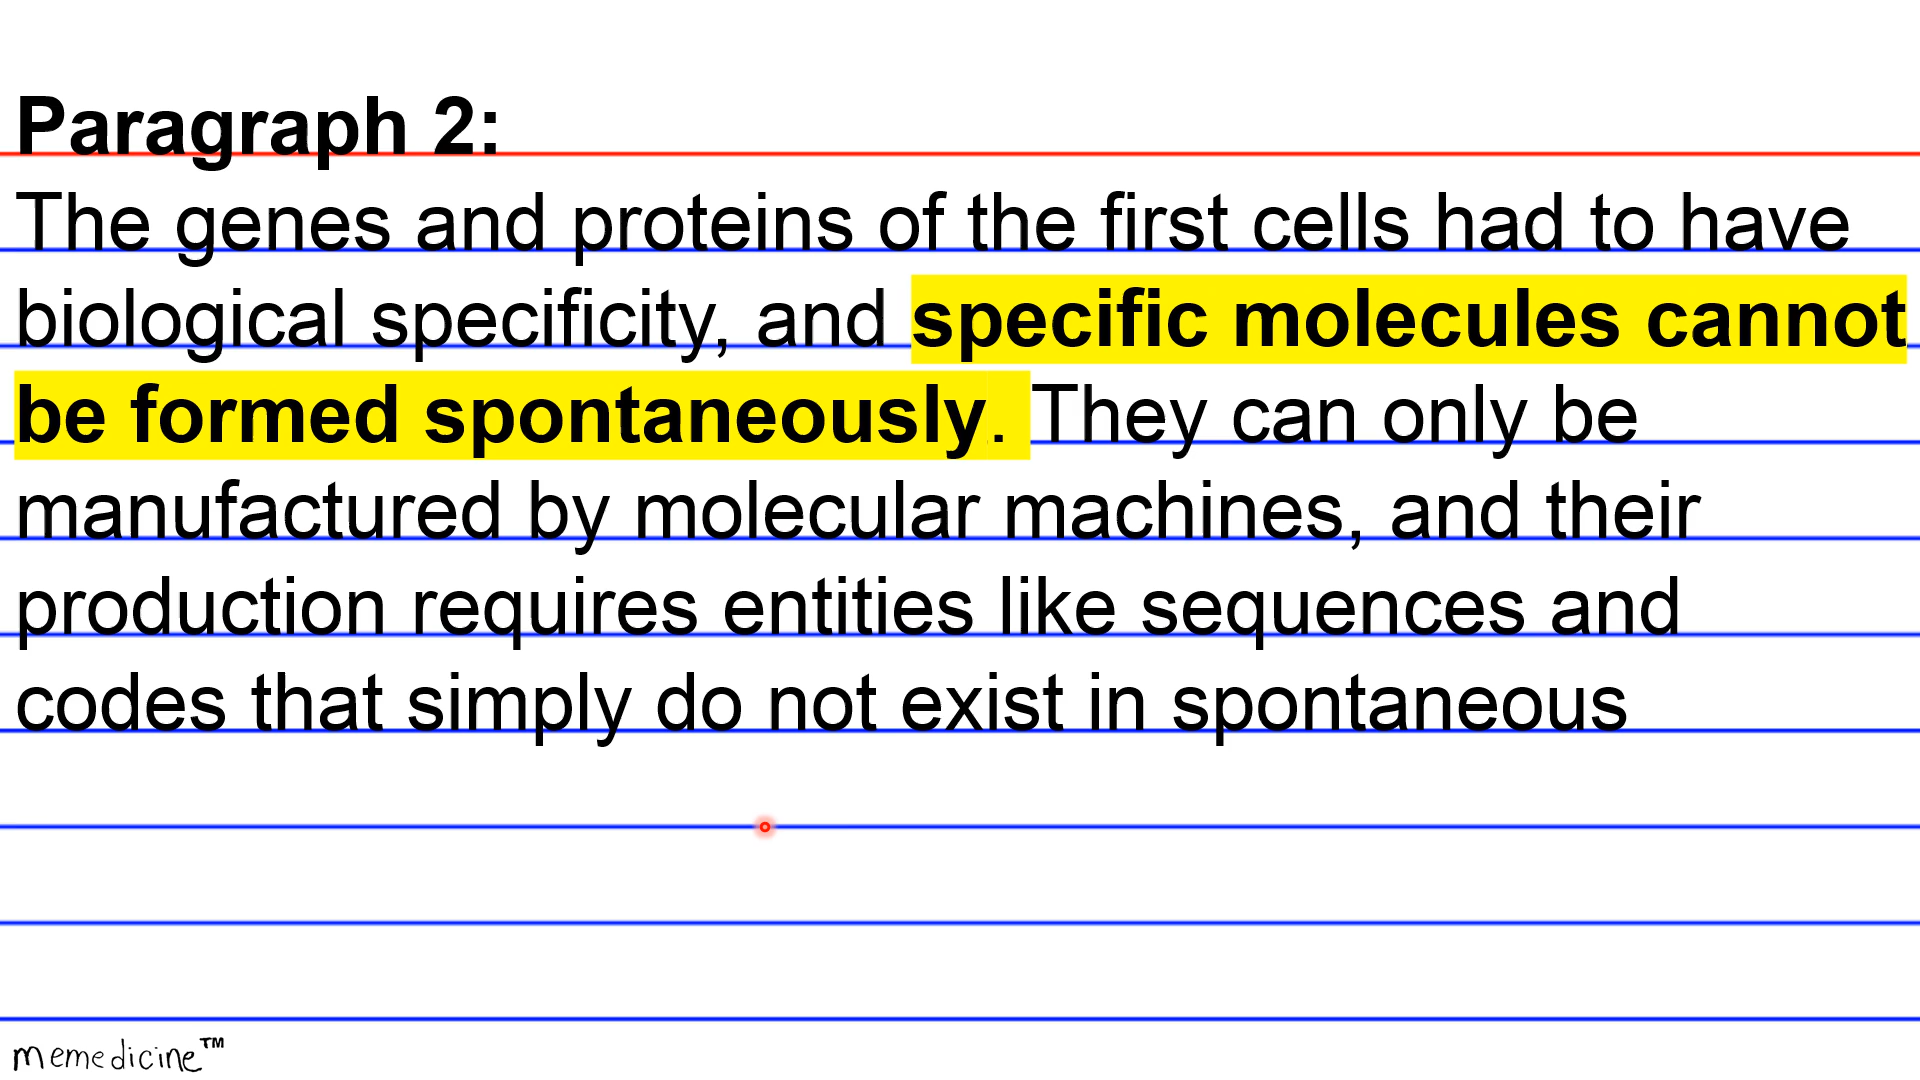 Paragraph 2:
The genes and proteins of the first cells had to have
biological specificity, and specific molecules cannot
be formed spontaneously. They can only be
manufactured by molecular machines, and their
production requires entities like sequences and
codes that simply do not exist in spontaneous
memedicine™